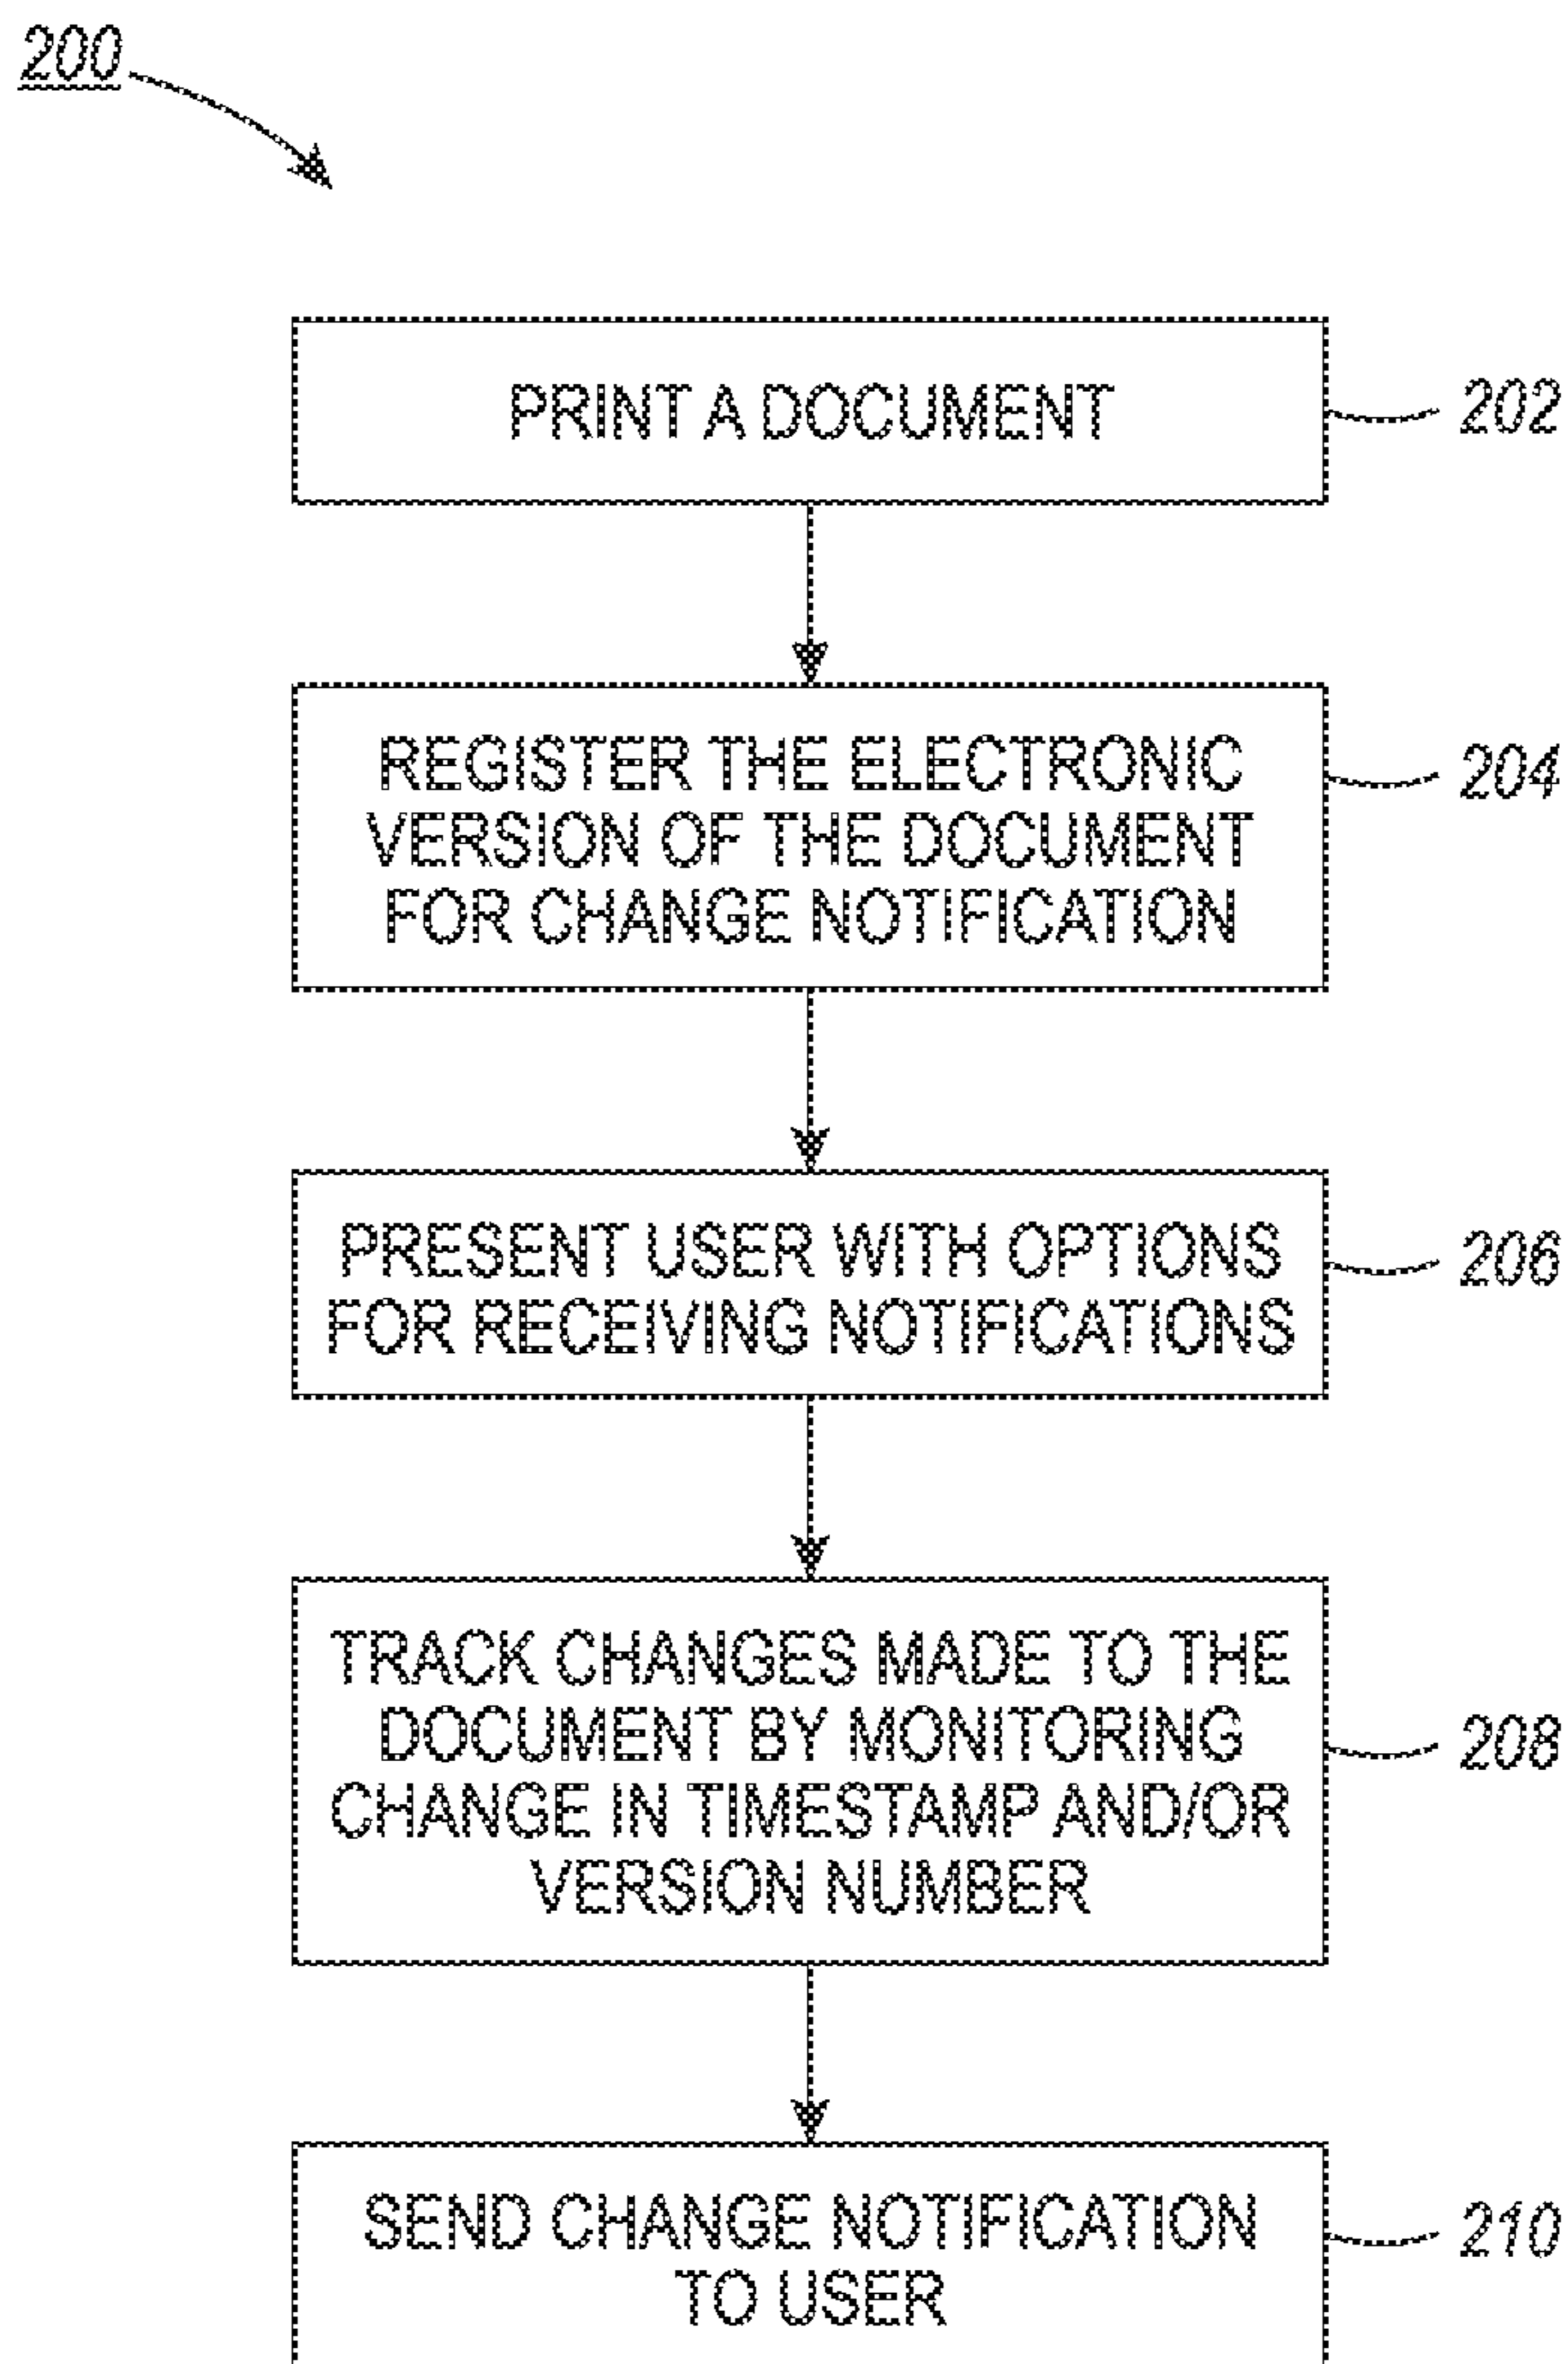 200
PRINT A DOCUMENT
202
REGISTER THE ELECTRONIC
VERSION OF THE DOCUMENT
FOR CHANGE NOTIFICATION
204
PRESENT USER WITH OPTIONS
FOR RECEIVING NOTIFICATIONS
206
TRACK CHANGES MADE TO THE
DOCUMENT BY MONITORING
CHANGE IN TIMESTAMP AND/OR
VERSION NUMBER
208
SEND CHANGE NOTIFICATION
TO USER
210